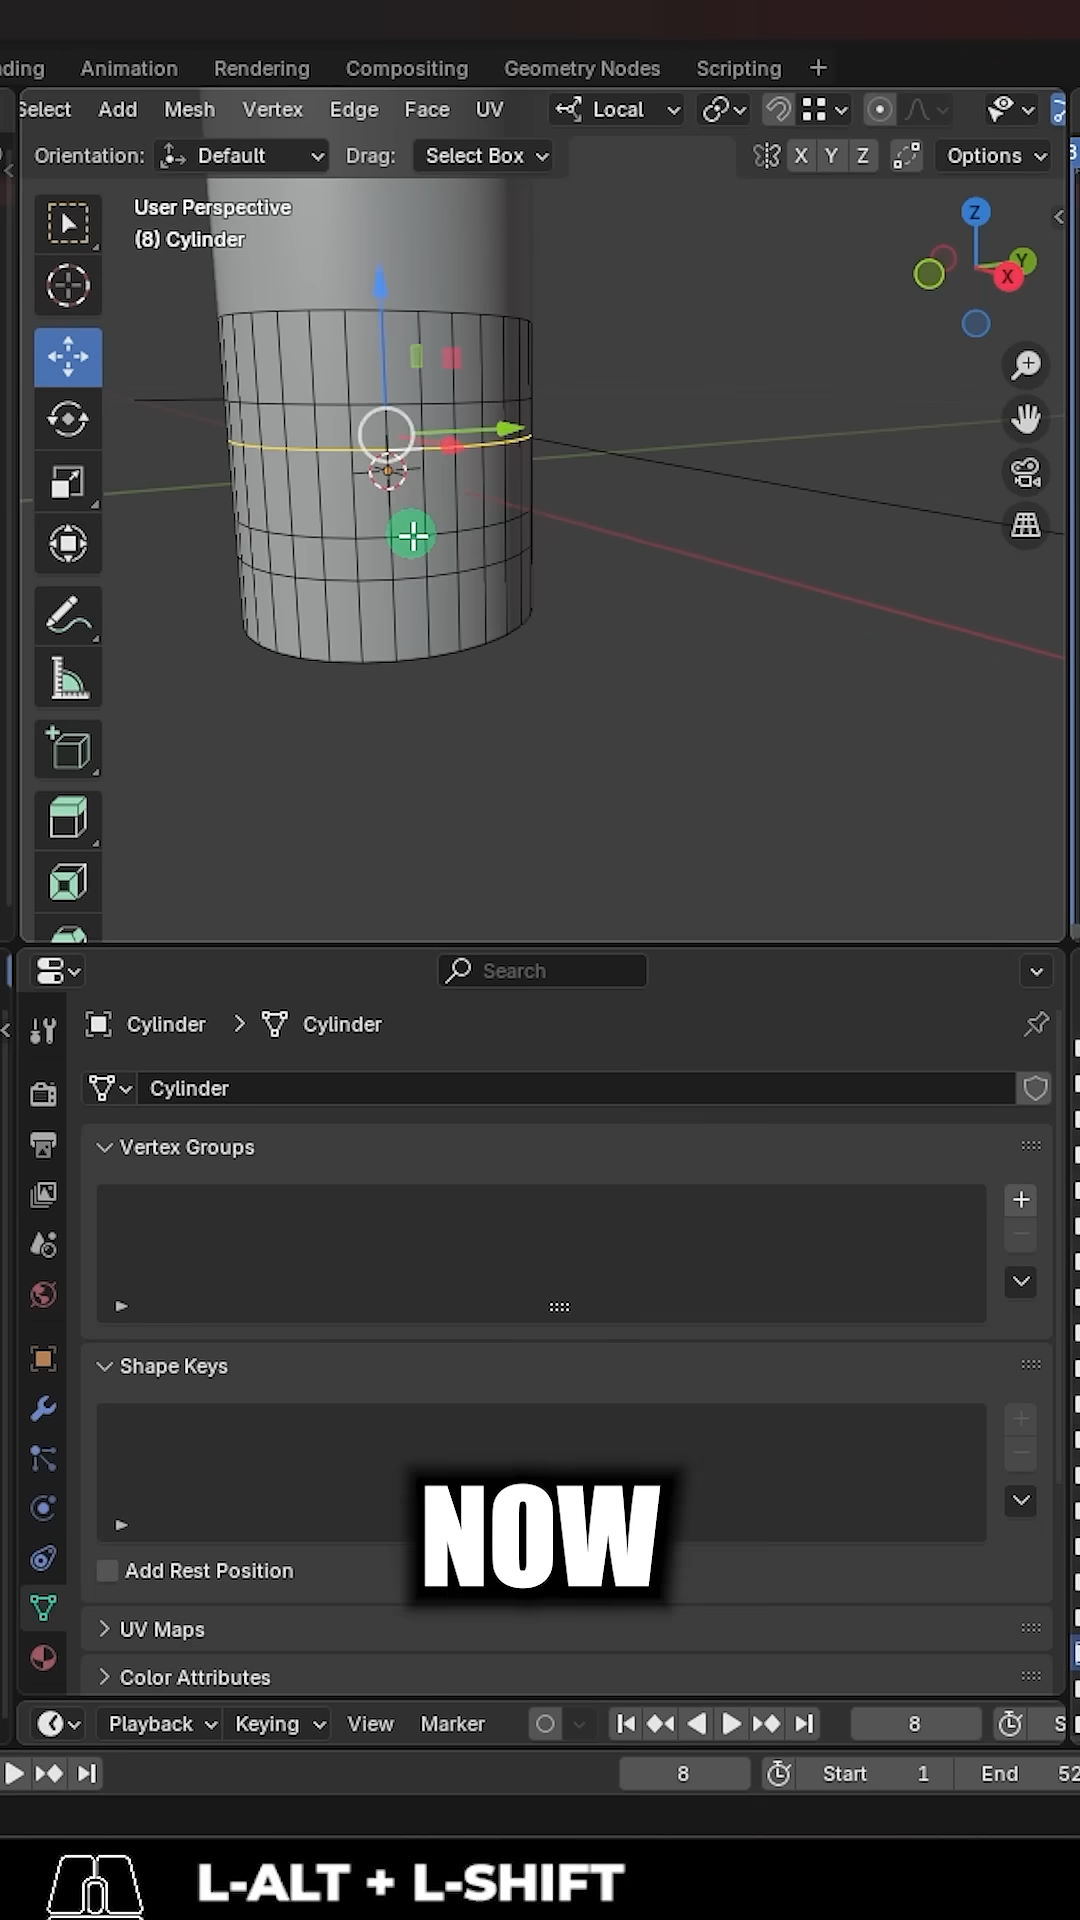 ding Animation Rendering Compositing Geometry Nodes Scripting +
Select Add Mesh Vertex Edge Face UV Local
Orientation: Default Drag: Select Box X Y Z Options
User Perspective
(8) Cylinder
Z
Y
X
Search
Cylinder > Cylinder
Cylinder
Vertex Groups
Shape Keys
NOW
Add Rest Position
UV Maps
Color Attributes
Playback Keying View Marker 8 S
8 Start 1 End 52
L-ALT + L-SHIFT